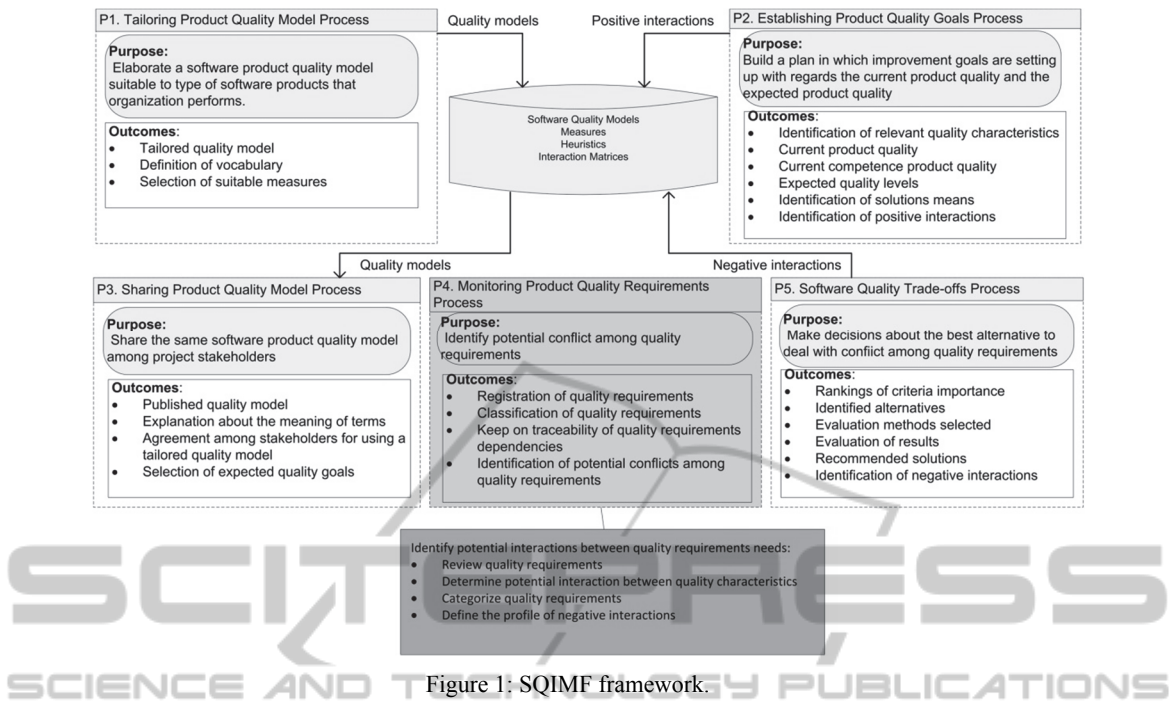 P1. Tailoring Product Quality Model Process
Purpose:
Elaborate a software product quality model
suitable to type of software products that
organization performs.
Outcomes:
• Tailored quality model
• Definition of vocabulary
• Selection of suitable measures
Quality models
Positive interactions
P2. Establishing Product Quality Goals Process
Purpose:
Build a plan in which improvement goals are setting
up with regards the current product quality and the
expected product quality
Outcomes:
• Identification of relevant quality characteristics
• Current product quality
• Current competence product quality
• Expected quality levels
• Identification of solutions means
• Identification of positive interactions
Software Quality Models
Measures
Heuristics
Interaction Matrices
Quality models
Negative interactions
P3. Sharing Product Quality Model Process
Purpose:
Share the same software product quality model
among project stakeholders
Outcomes:
• Published quality model
• Explanation about the meaning of terms
• Agreement among stakeholders for using a
tailored quality model
• Selection of expected quality goals
P4. Monitoring Product Quality Requirements
Process
Purpose:
Identify potential conflict among quality
requirements
Outcomes:
• Registration of quality requirements
• Classification of quality requirements
• Keep on traceability of quality requirements
dependencies
• Identification of potential conflicts among
quality requirements
P5. Software Quality Trade-offs Process
Purpose:
Make decisions about the best alternative to
deal with conflict among quality requirements
Outcomes:
• Rankings of criteria importance
• Identified alternatives
• Evaluation methods selected
• Evaluation of results
• Recommended solutions
• Identification of negative interactions
Identify potential interactions between quality requirements needs:
• Review quality requirements
• Determine potential interaction between quality characteristics
• Categorize quality requirements
• Define the profile of negative interactions
SCITEPRESS
SCIENCE AND TECHNOLOGY PUBLICATIONS
Figure 1: SQIMF framework.